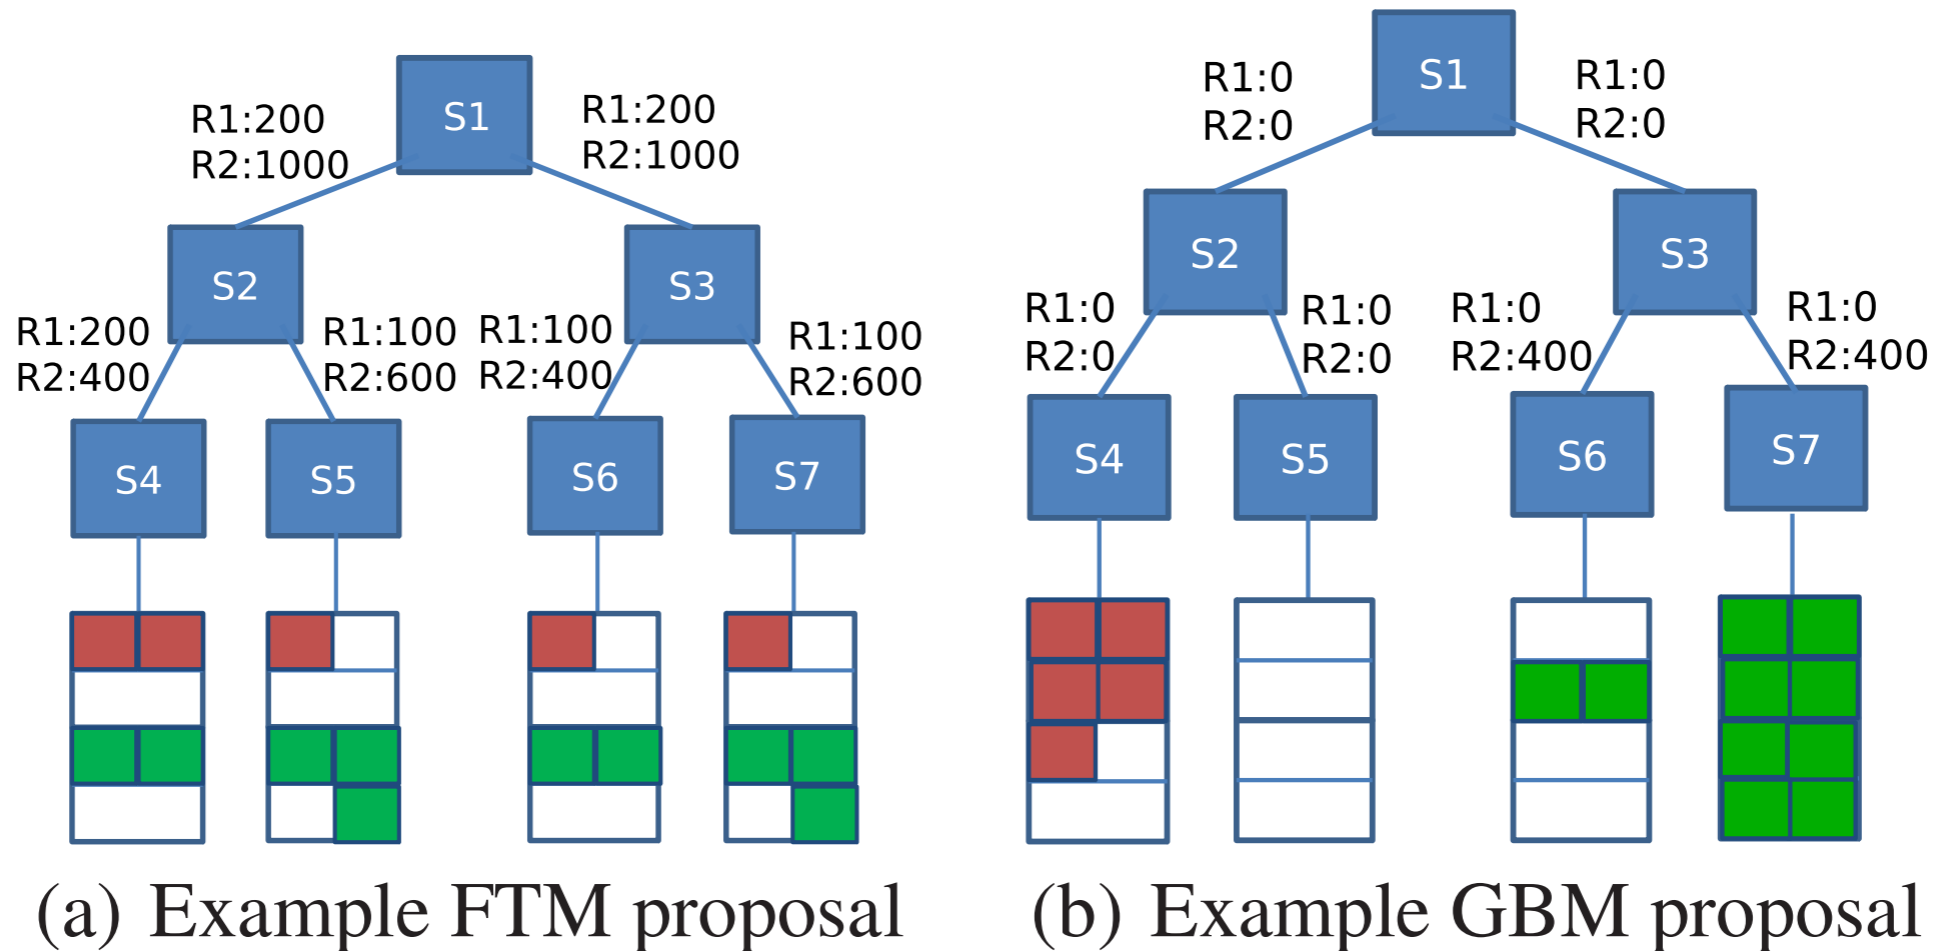 S1
R1:200
R2:1000
R1:200
R2:1000
S2
S3
R1:200
R2:400
R1:100
R2:600
R1:100
R2:400
R1:100
R2:600
S4
S5
S6
S7
(a) Example FTM proposal
S1
R1:0
R2:0
R1:0
R2:0
S2
S3
R1:0
R2:0
R1:0
R2:0
R1:0
R2:400
R1:0
R2:400
S4
S5
S6
S7
(b) Example GBM proposal